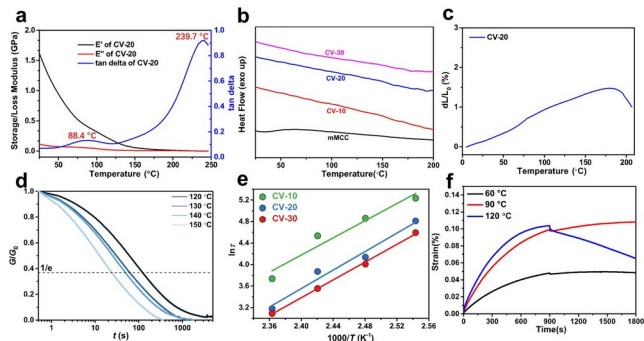 a
Storage/Loss Modulus (GPa)
2.0
1.5
1.0
0.5
0.0
E' of CV-20
E'' of CV-20
tan delta of CV-20
239.7 °C
88.4 °C
1.0
0.8
0.6
0.4
0.2
0.0
tan delta
50 100 150 200 250
Temperature (°C)
b
Heat Flow (exo up)
CV-30
CV-20
CV-10
mMCC
50 100 150 200
Temperature(°C)
c
dL/L0 (%)
2.0
1.5
1.0
0.5
0.0
CV-20
0 50 100 150 200
Temperature(°C)
d
G/G0
1.0
0.8
0.6
1/e
0.2
0.0
120 °C
130 °C
140 °C
150 °C
1 10 100 1000
t (s)
e
ln τ
5.4
4.8
4.2
3.6
3.0
CV-10
CV-20
CV-30
2.36 2.40 2.44 2.48 2.52 2.56
1000/T (K-1)
f
Strain(%)
0.14
0.12
0.10
0.08
0.06
0.04
0.02
0.00
60 °C
90 °C
120 °C
0 300 600 900 1200 1500 1800
Time(s)